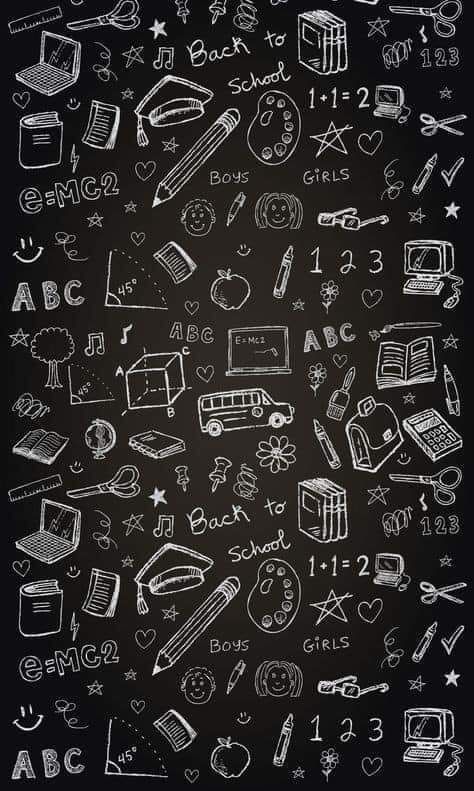 Back to
School
1+1=2
123
e=MC2
BOYS
GIRLS
45°
1 2 3
ABC
ABC
ABC
E=MC2
45°
A
B
C
Back to
School
1+1=2
123
e=MC2
BOYS
GIRLS
45°
1 2 3
ABC
ABC